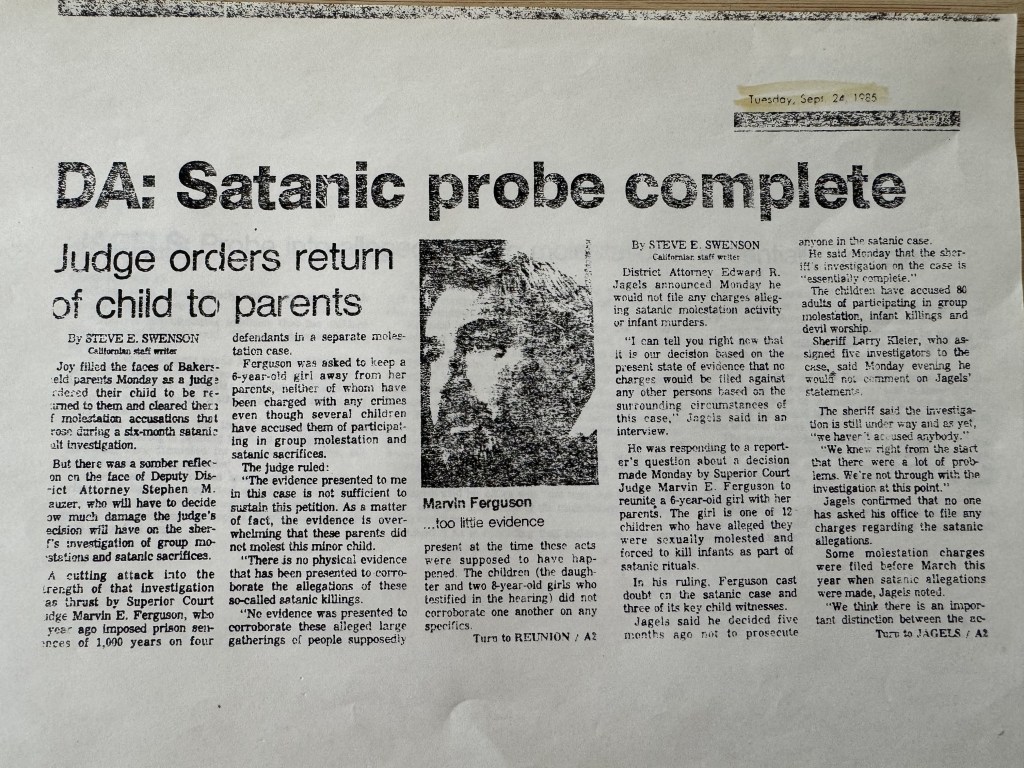 Tuesday, Sept. 24, 1985
DA: Satanic probe complete
Judge orders return
of child to parents
By STEVE E. SWENSON
Californian staff writer
Joy filled the faces of Bakers-
eld parents Monday as a judge
rdered their child to be re-
urned to them and cleared them
f molestation accusations that
rose during a six-month satanic
ult investigation.
But there was a somber reflec-
on on the face of Deputy Dis-
rict Attorney Stephen M.
auzer, who will have to decide
ow much damage the judge's
ecision will have on the sher-
f's investigation of group mo-
estations and satanic sacrifices.
A cutting attack into the
trength of that investigation
as thrust by Superior Court
udge Marvin E. Ferguson, who
year ago imposed prison sen-
ences of 1,000 years on four
defendants in a separate moles-
tation case.
Ferguson was asked to keep a
6-year-old girl away from her
parents, neither of whom have
been charged with any crimes
even though several children
have accused them of participat-
ing in group molestation and
satanic sacrifices.
The judge ruled:
"The evidence presented to me
in this case is not sufficient to
sustain this petition. As a matter
of fact, the evidence is over-
whelming that these parents did
not molest this minor child.
"There is no physical evidence
that has been presented to corro-
borate the allegations of these
so-called satanic killings.
"No evidence was presented to
corroborate these alleged large
gatherings of people supposedly
Marvin Ferguson
...too little evidence
present at the time these acts
were supposed to have hap-
pened. The children (the daugh-
ter and two 8-year-old girls who
testified in the hearing) did not
corroborate one another on any
specifics.
Turn to REUNION / A2
By STEVE E. SWENSON
Californian staff writer
District Attorney Edward R.
Jagels announced Monday he
would not file any charges alleg-
ing satanic molestation activity
or infant murders.
"I can tell you right now that
it is our decision based on the
present state of evidence that no
charges would be filed against
any other persons based on the
surrounding circumstances of
this case," Jagels said in an
interview.
He was responding to a report-
er's question about a decision
made Monday by Superior Court
Judge Marvin E. Ferguson to
reunite a 6-year-old girl with her
parents. The girl is one of 12
children who have alleged they
were sexually molested and
forced to kill infants as part of
satanic rituals.
In his ruling, Ferguson cast
doubt on the satanic case and
three of its key child witnesses.
Jagels said he decided five
months ago not to prosecute
anyone in the satanic case.
He said Monday that the sher-
iff's investigation on the case is
"essentially complete."
The children have accused 80
adults of participating in group
molestation, infant killings and
devil worship.
Sheriff Larry Kleier, who as-
signed five investigators to the
case, said Monday evening he
would not comment on Jagels'
statements.
The sheriff said the investiga-
tion is still under way and as yet,
"we haven't accused anybody."
"We knew right from the start
that there were a lot of prob-
lems. We're not through with the
investigation at this point."
Jagels confirmed that no one
has asked his office to file any
charges regarding the satanic
allegations.
Some molestation charges
were filed before March this
year when satanic allegations
were made, Jagels noted.
"We think there is an impor-
tant distinction between the ac-
Turn to JAGELS / A2